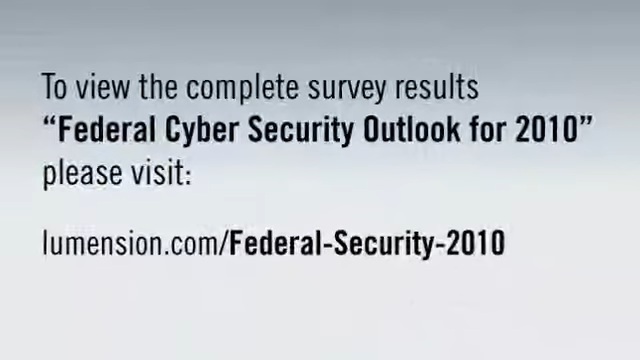 To view the complete survey results
“Federal Cyber Security Outlook for 2010”
please visit:
lumension.com/Federal-Security-2010